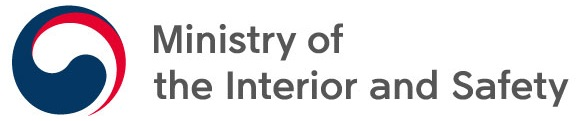 Ministry of
the Interior and Safety